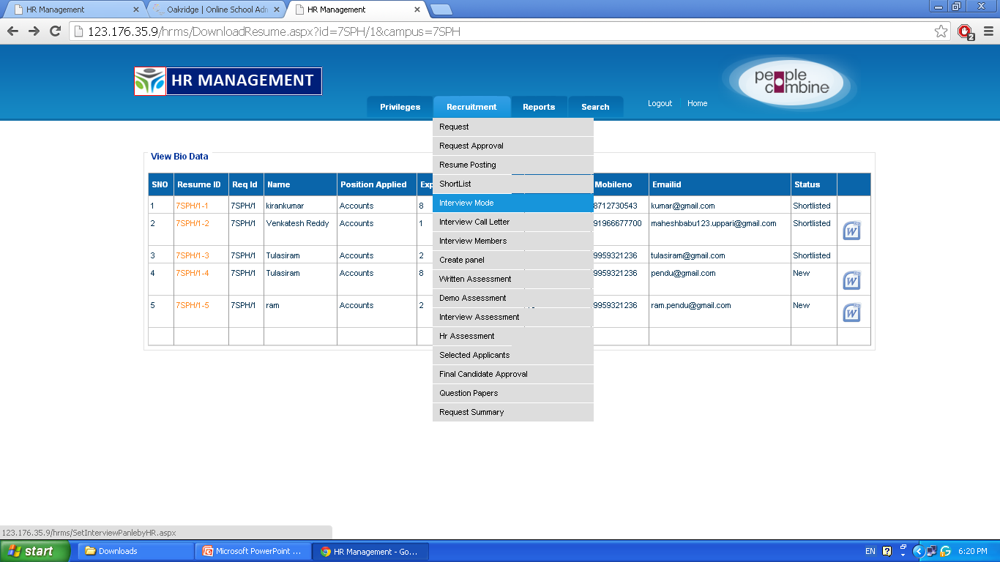 HR Management
Oakridge | Online School Adm
HR Management
123.176.35.9/hrms/DownloadResume.aspx?id=7SPH/1&campus=7SPH
2
HR MANAGEMENT
people combine
Privileges Recruitment Reports Search Logout Home
Request
Request Approval
Resume Posting
ShortList
Interview Mode
Interview Call Letter
Interview Members
Create panel
Written Assessment
Demo Assessment
Interview Assessment
Hr Assessment
Selected Applicants
Final Candidate Approval
Question Papers
Request Summary
View Bio Data
SNO Resume ID Req Id Name Position Applied Exp Mobileno Emailid Status
1 7SPH/1-1 7SPH/1 kirankumar Accounts 8 8712730543 kumar@gmail.com Shortlisted
2 7SPH/1-2 7SPH/1 Venkatesh Reddy Accounts 1 91966677700 maheshbabu123.uppari@gmail.com Shortlisted
3 7SPH/1-3 7SPH/1 Tulasiram Accounts 2 9959321236 tulasiram@gmail.com Shortlisted
4 7SPH/1-4 7SPH/1 Tulasiram Accounts 8 9959321236 pendu@gmail.com New
5 7SPH/1-5 7SPH/1 ram Accounts 2 9959321236 ram.pendu@gmail.com New
123.176.35.9/hrms/SetInterviewPanlebyHR.aspx
start Downloads Microsoft PowerPoint ... HR Management - Go... EN 6:20 PM